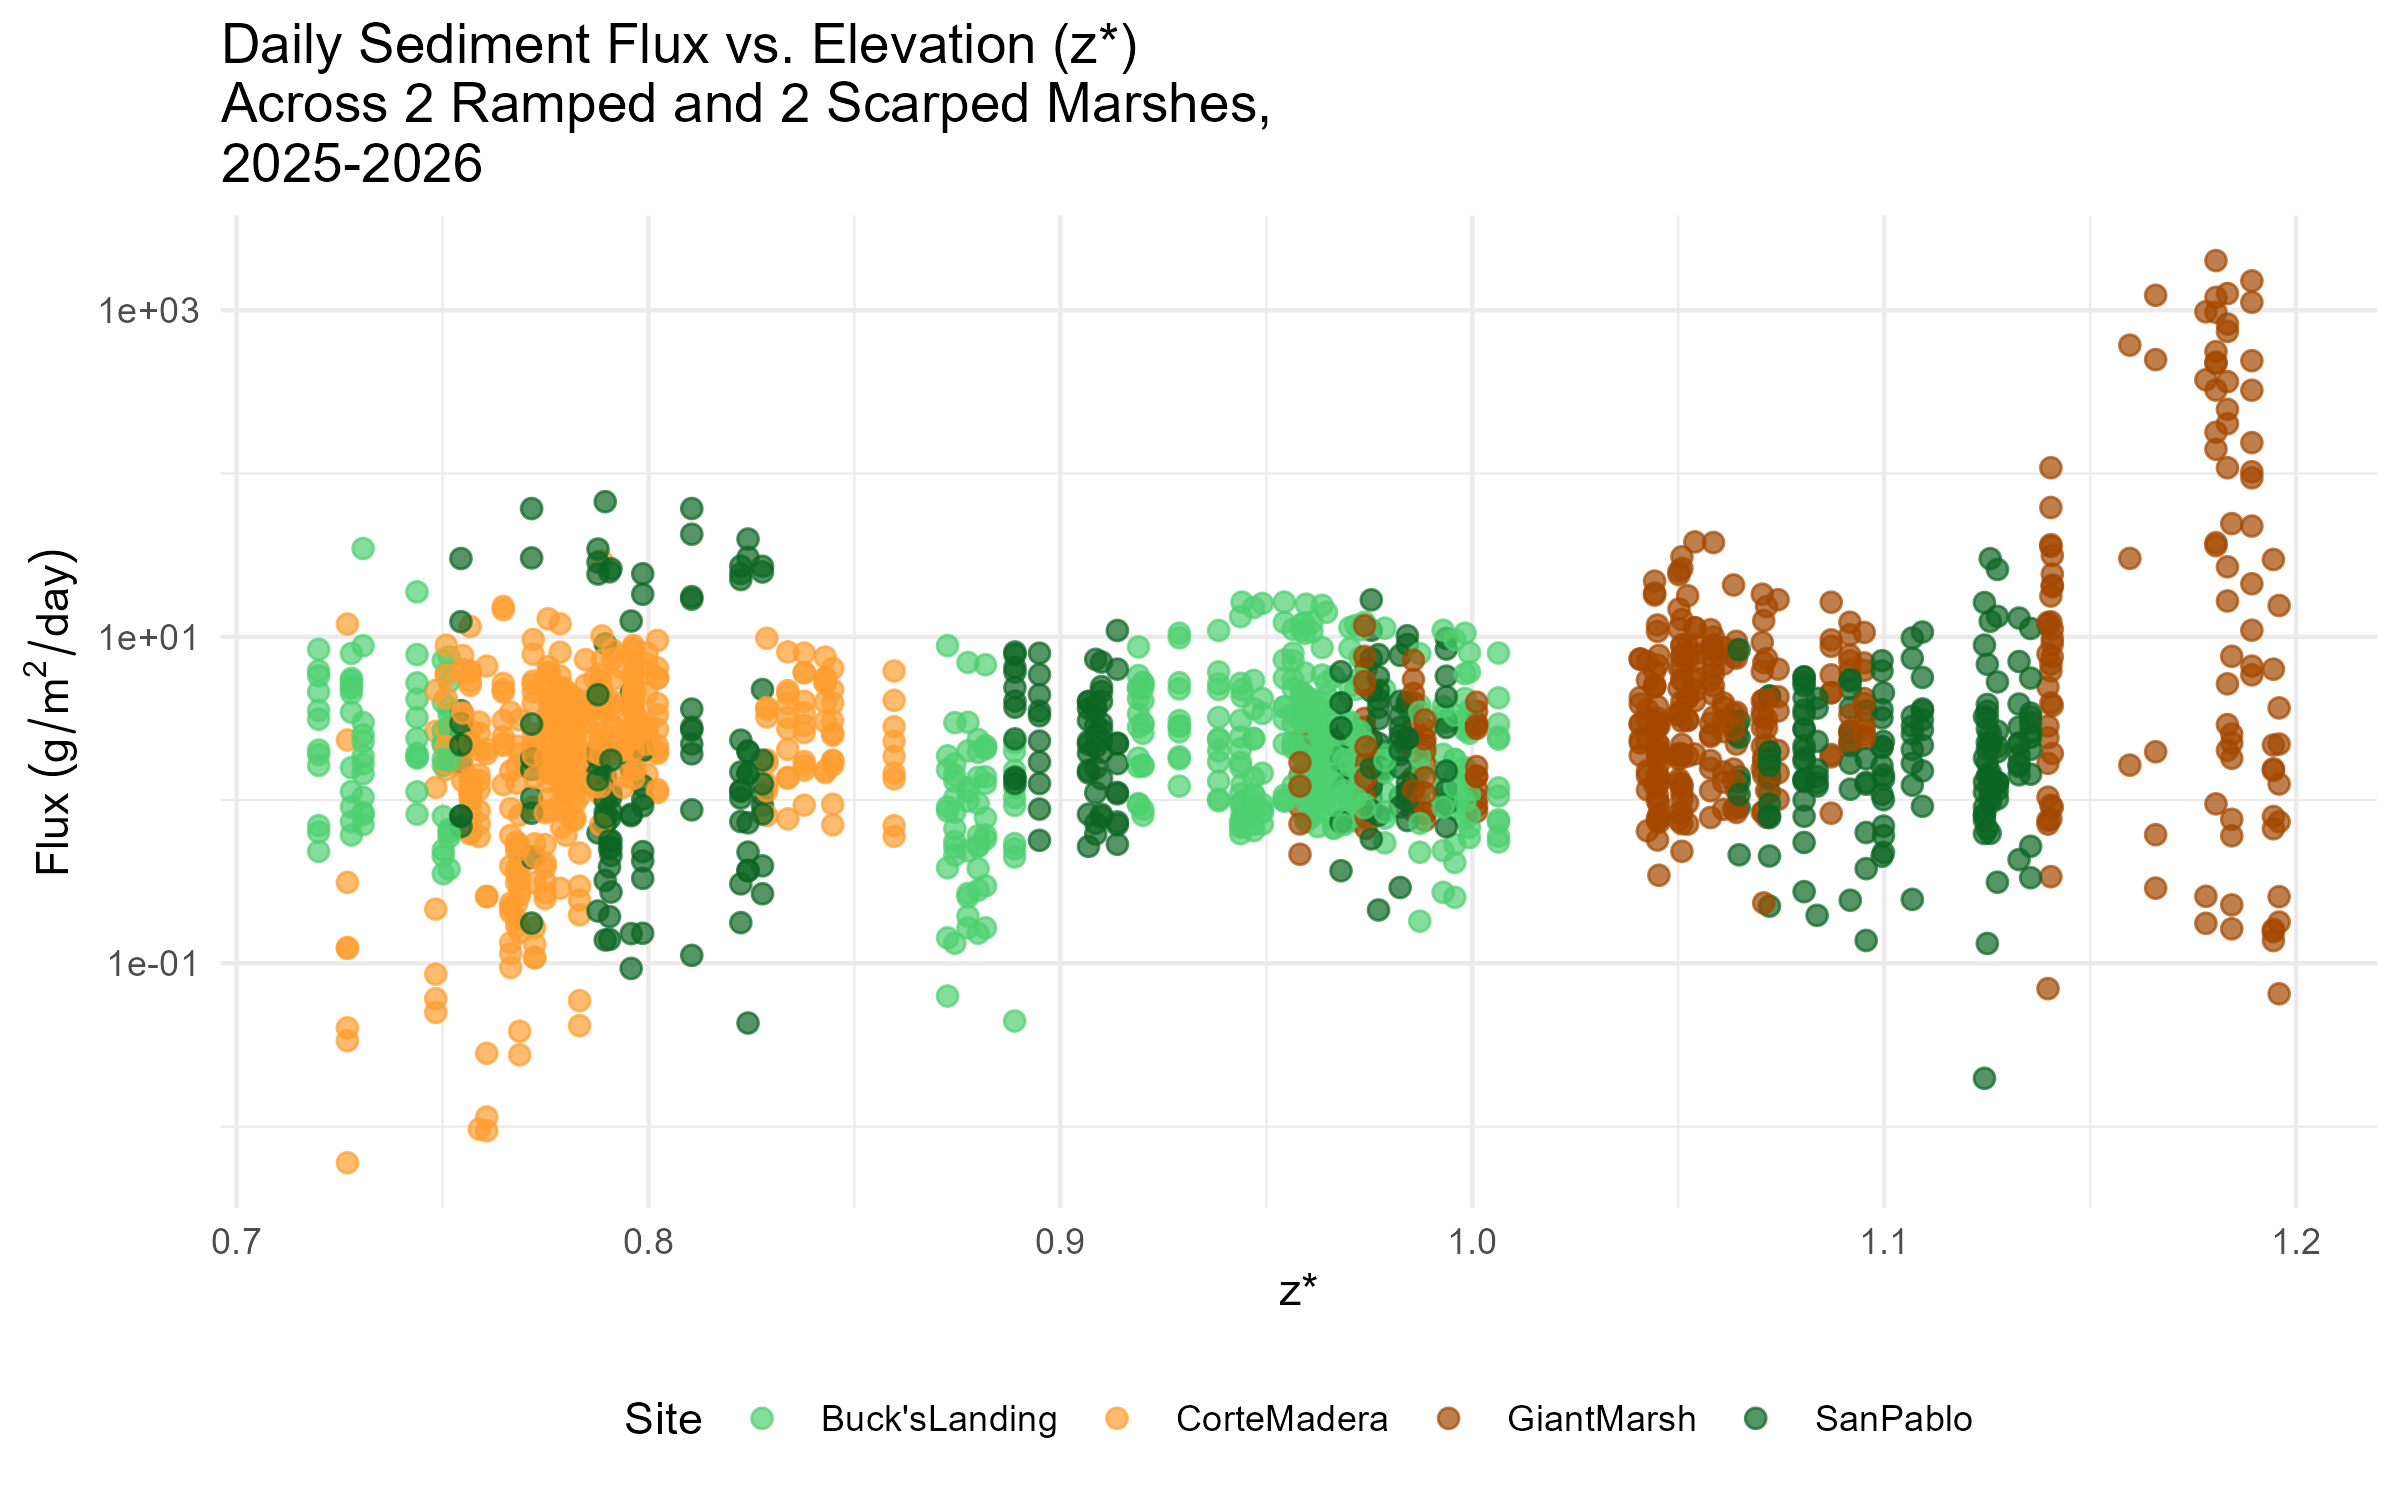 Daily Sediment Flux vs. Elevation (z*)
Across 2 Ramped and 2 Scarped Marshes,
2025-2026
Flux (g/m²/day)
1e+03
1e+01
1e-01
0.7 0.8 0.9 1.0 1.1 1.2
z*
Site Buck'sLanding CorteMadera GiantMarsh SanPablo